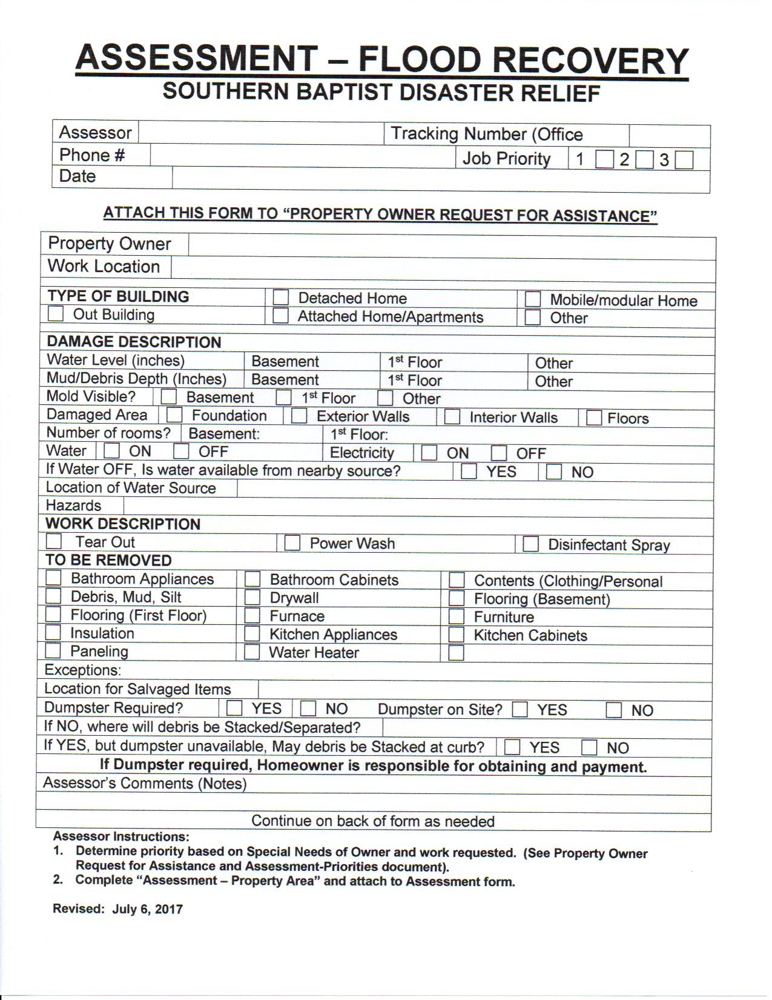 ASSESSMENT – FLOOD RECOVERY
SOUTHERN BAPTIST DISASTER RELIEF
Assessor Tracking Number (Office
Phone # Job Priority 1 2 3
Date
ATTACH THIS FORM TO “PROPERTY OWNER REQUEST FOR ASSISTANCE”
Property Owner
Work Location
TYPE OF BUILDING Detached Home Mobile/modular Home
Out Building Attached Home/Apartments Other
DAMAGE DESCRIPTION
Water Level (inches) Basement 1st Floor Other
Mud/Debris Depth (Inches) Basement 1st Floor Other
Mold Visible? Basement 1st Floor Other
Damaged Area Foundation Exterior Walls Interior Walls Floors
Number of rooms? Basement: 1st Floor:
Water ON OFF Electricity ON OFF
If Water OFF, Is water available from nearby source? YES NO
Location of Water Source
Hazards
WORK DESCRIPTION
Tear Out Power Wash Disinfectant Spray
TO BE REMOVED
Bathroom Appliances Bathroom Cabinets Contents (Clothing/Personal
Debris, Mud, Silt Drywall Flooring (Basement)
Flooring (First Floor) Furnace Furniture
Insulation Kitchen Appliances Kitchen Cabinets
Paneling Water Heater
Exceptions:
Location for Salvaged Items
Dumpster Required? YES NO Dumpster on Site? YES NO
If NO, where will debris be Stacked/Separated?
If YES, but dumpster unavailable, May debris be Stacked at curb? YES NO
If Dumpster required, Homeowner is responsible for obtaining and payment.
Assessor’s Comments (Notes)
Continue on back of form as needed
Assessor Instructions:
1. Determine priority based on Special Needs of Owner and work requested. (See Property Owner
Request for Assistance and Assessment-Priorities document).
2. Complete “Assessment – Property Area” and attach to Assessment form.
Revised: July 6, 2017